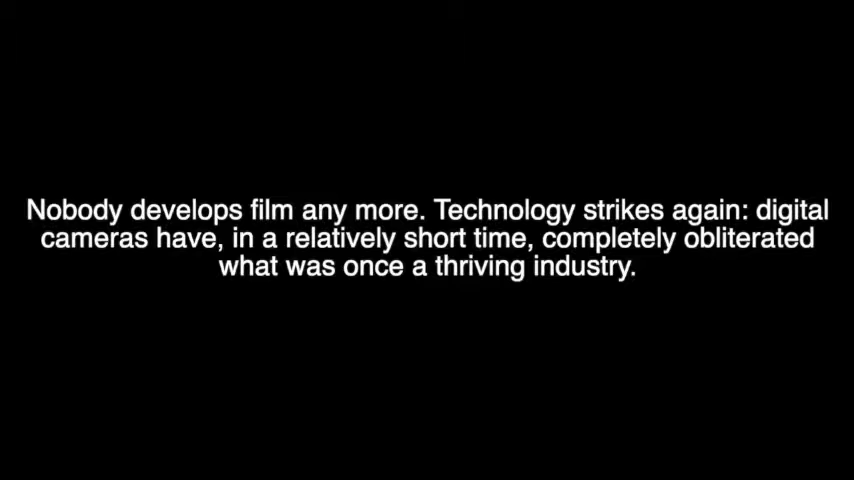 Nobody develops film any more. Technology strikes again: digital
cameras have, in a relatively short time, completely obliterated
what was once a thriving industry.